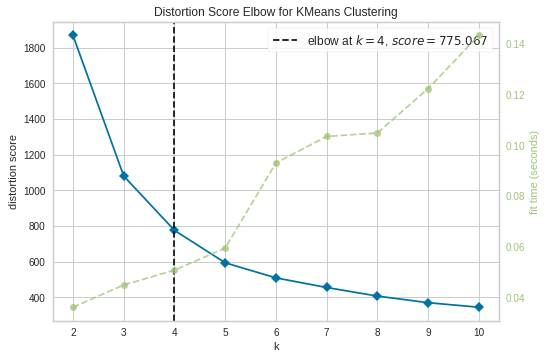 Distortion Score Elbow for KMeans Clustering
elbow at k = 4, score = 775.067
distortion score
1800
1600
1400
1200
1000
800
600
400
fit time (seconds)
0.14
0.12
0.10
0.08
0.06
0.04
2 3 4 5 6 7 8 9 10
k